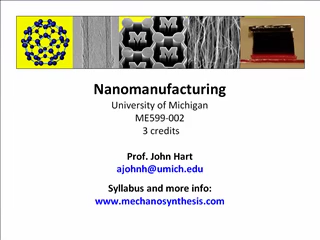 M
M
Nanomanufacturing
University of Michigan
ME599-002
3 credits
Prof. John Hart
ajohnh@umich.edu
Syllabus and more info:
www.mechanosynthesis.com